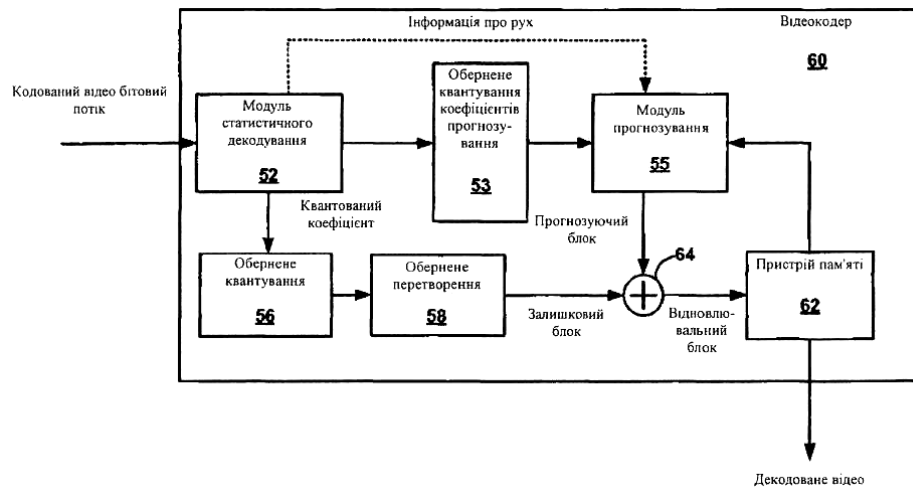 Інформація про рух
Відеокодер
60
Кодований відео бітовий
потік
Модуль
статистичного
декодування
52
Обернене
квантування
коефіцієнтів
прогнозу-
вання
53
Модуль
прогнозування
55
Квантований
коефіцієнт
Прогнозуючий
блок
Обернене
квантування
56
Обернене
перетворення
58
64
Залишковий
блок
Відновлю-
вальний
блок
Пристрій пам'яті
62
Декодоване відео